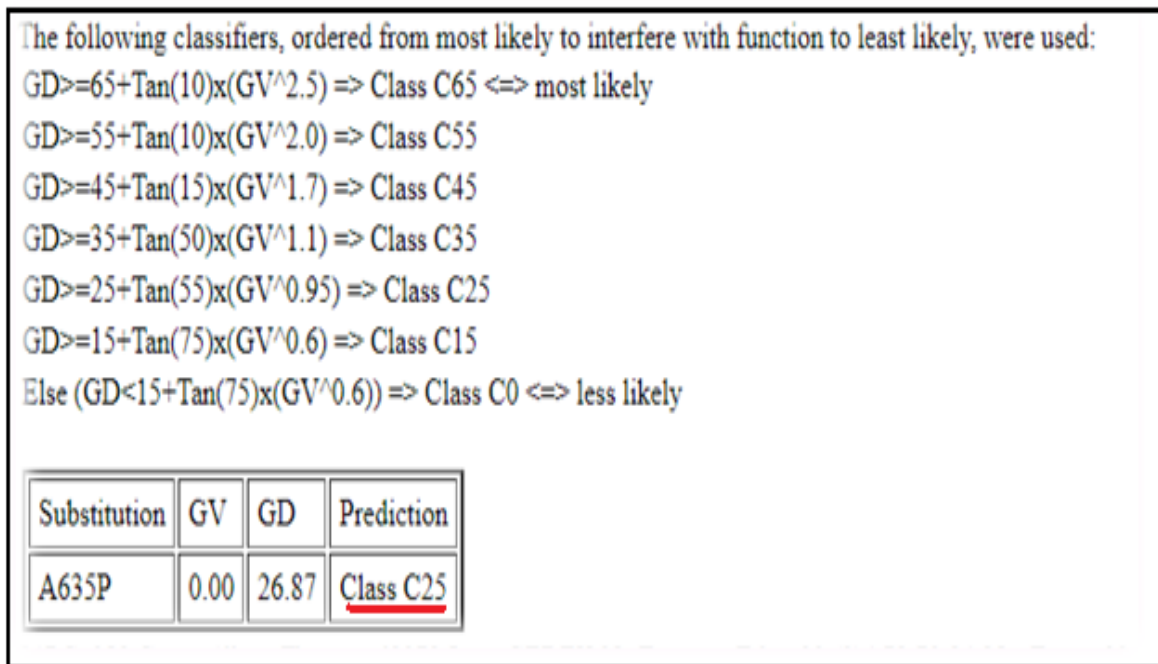 The following classifiers, ordered from most likely to interfere with function to least likely, were used:
GD>=65+Tan(10)x(GV^2.5) => Class C65 <=> most likely
GD>=55+Tan(10)x(GV^2.0) => Class C55
GD>=45+Tan(15)x(GV^1.7) => Class C45
GD>=35+Tan(50)x(GV^1.1) => Class C35
GD>=25+Tan(55)x(GV^0.95) => Class C25
GD>=15+Tan(75)x(GV^0.6) => Class C15
Else (GD<15+Tan(75)x(GV^0.6)) => Class C0 <=> less likely
Substitution GV GD Prediction
A635P 0.00 26.87 Class C25